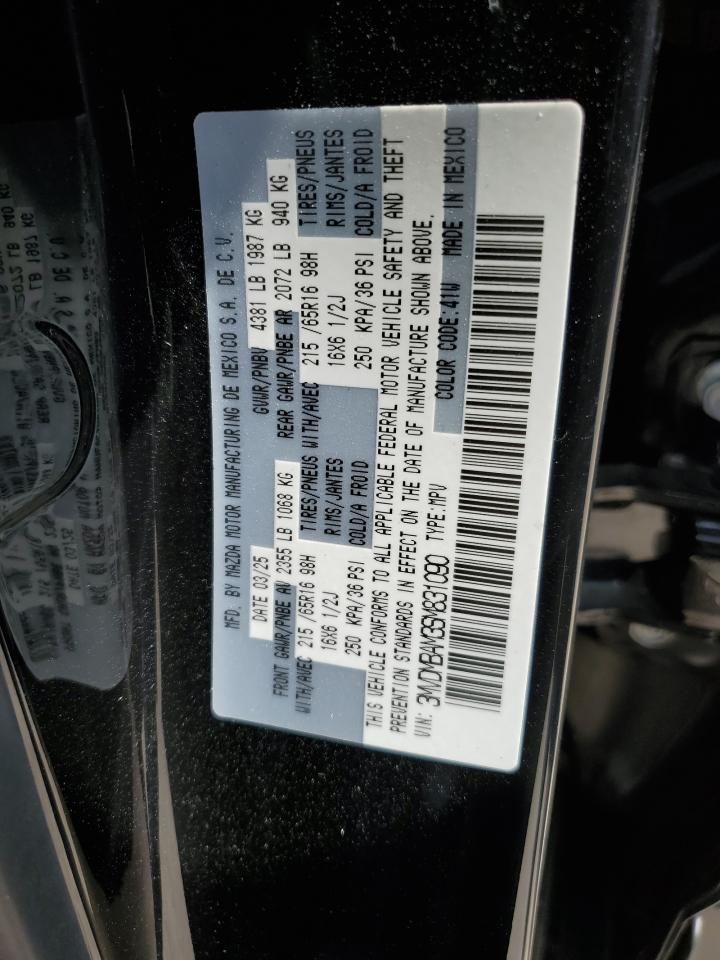 MFD. BY MAZDA MOTOR MANUFACTURING DE MEXICO S.A. DE C.V.
DATE 03/25 GVWR/PNBV 4381 LB 1987 KG
FRONT GAWR/PNBE AV 2355 LB 1068 KG REAR GAWR/PNBE AR 2072 LB 940 KG
WITH/AVEC 215 /65R16 98H TIRES/PNEUS WITH/AVEC 215 /65R16 98H TIRES/PNEUS
16X6 1/2J RIMS/JANTES 16X6 1/2J RIMS/JANTES
250 KPA/36 PSI COLD/A FROID 250 KPA/36 PSI COLD/A FROID
THIS VEHICLE CONFORMS TO ALL APPLICABLE FEDERAL MOTOR VEHICLE SAFETY AND THEFT
PREVENTION STANDARDS IN EFFECT ON THE DATE OF MANUFACTURE SHOWN ABOVE.
VIN: 3MVDMBAM3SM831090 TYPE:MPV COLOR CODE:41W MADE IN MEXICO